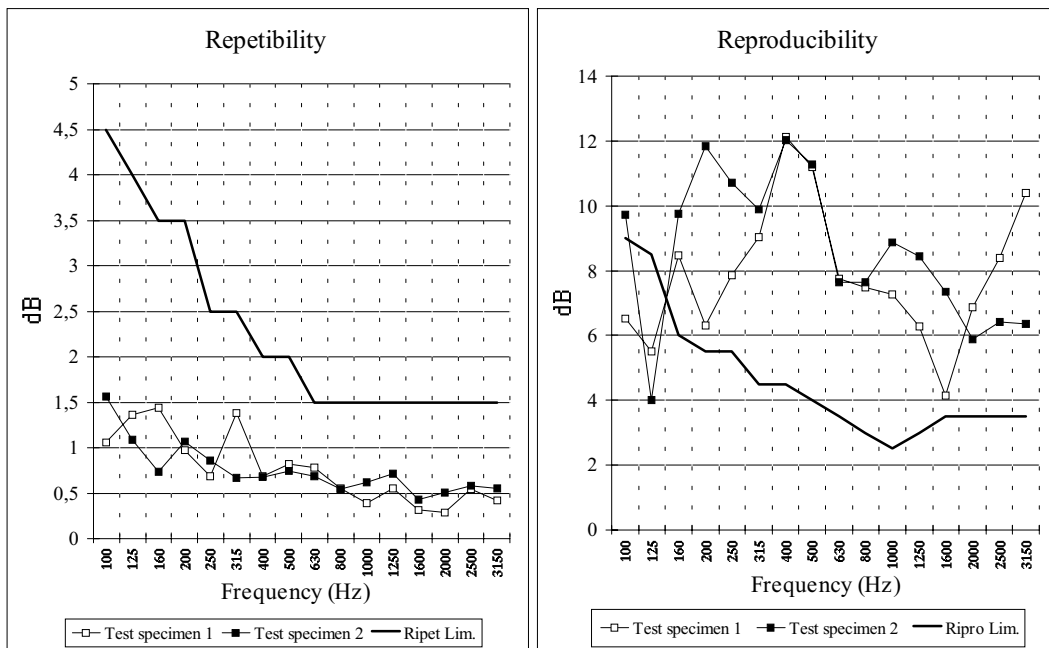 Repetibility
5
4,5
4
3,5
3
2,5
2
1,5
1
0,5
0
dB
100 125 160 200 250 315 400 500 630 800 1000 1250 1600 2000 2500 3150
Frequency (Hz)
Test specimen 1 Test specimen 2 Ripet Lim.
Reproducibility
14
12
10
8
6
4
2
0
dB
100 125 160 200 250 315 400 500 630 800 1000 1250 1600 2000 2500 3150
Frequency (Hz)
Test specimen 1 Test specimen 2 Ripro Lim.